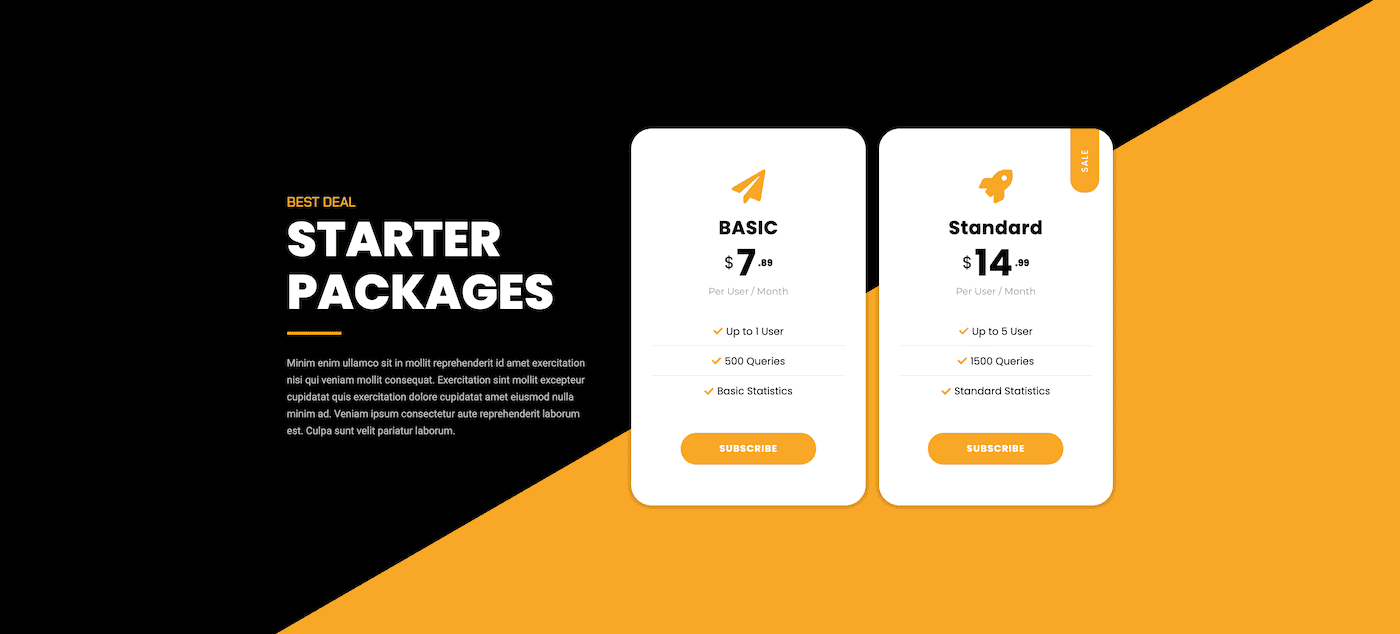 BEST DEAL
STARTER
PACKAGES
Minim enim ullamco sit in mollit reprehenderit id amet exercitation
nisi qui veniam mollit consequat. Exercitation sint mollit excepteur
cupidatat quis exercitation dolore cupidatat amet eiusmod nulla
minim ad. Veniam ipsum consectetur aute reprehenderit laborum
est. Culpa sunt velit pariatur laborum.
BASIC
$7.89
Per User / Month
Up to 1 User
500 Queries
Basic Statistics
SUBSCRIBE
SALE
Standard
$14.99
Per User / Month
Up to 5 User
1500 Queries
Standard Statistics
SUBSCRIBE